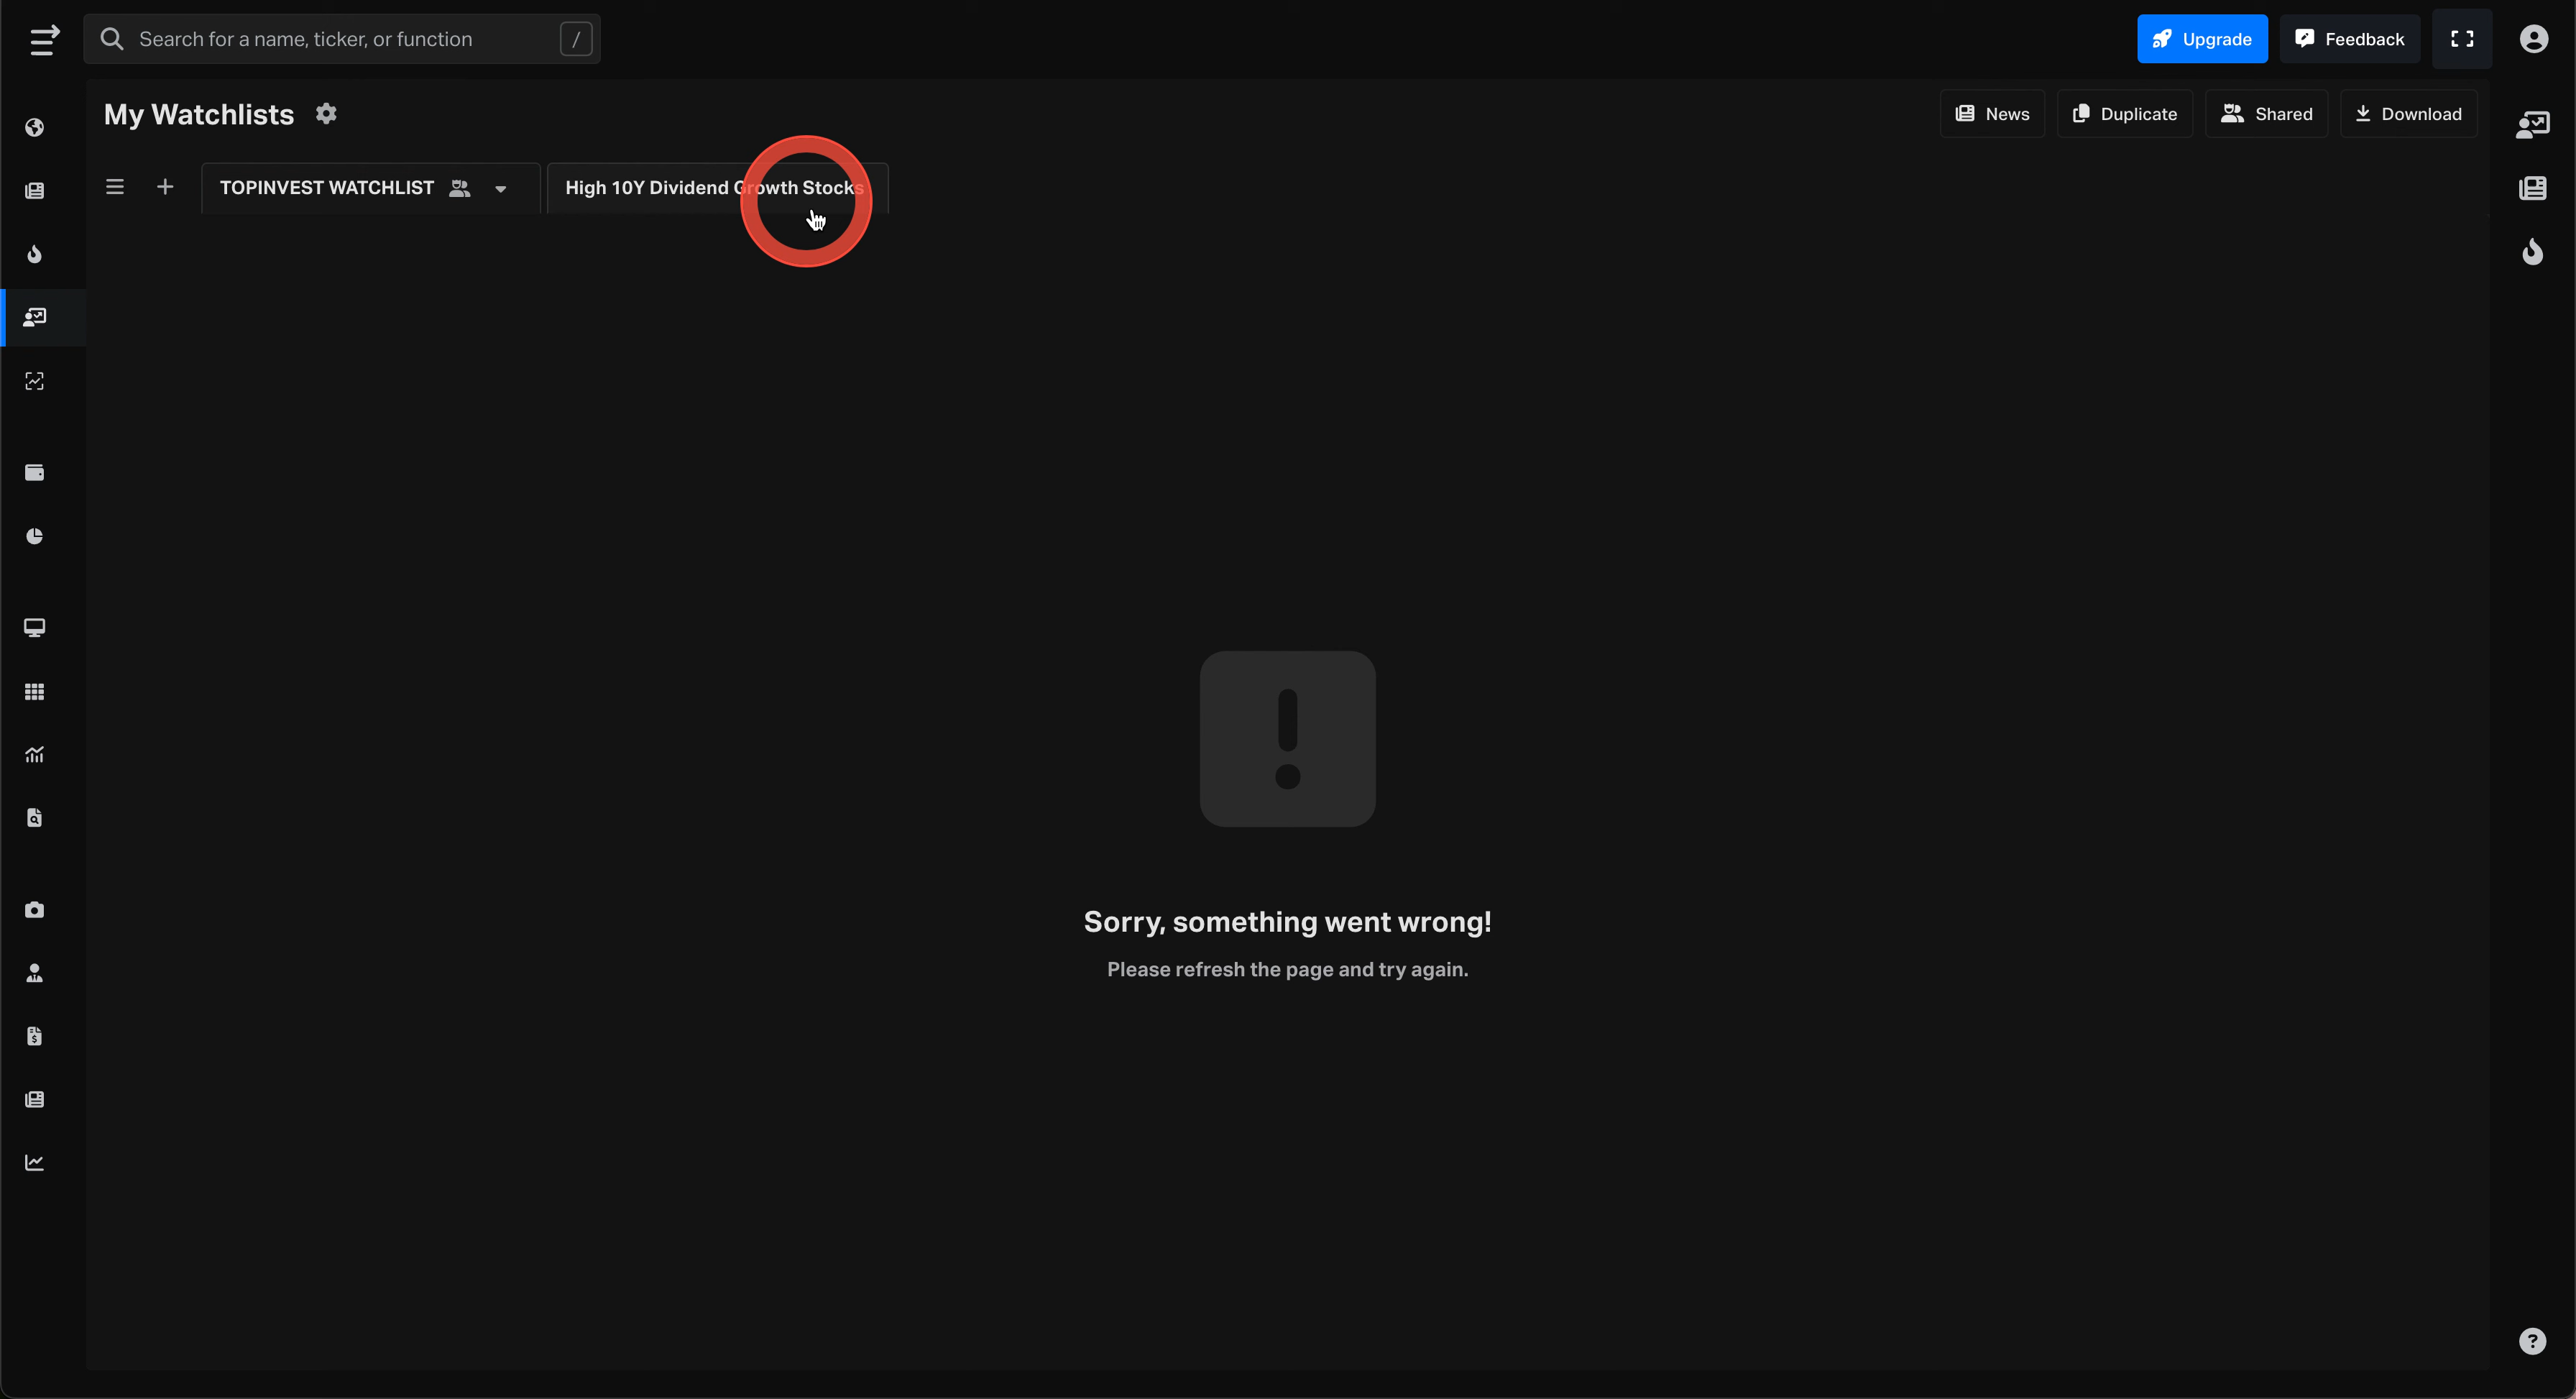 Search for a name, ticker, or function /
Upgrade
Feedback
My Watchlists
News
Duplicate
Shared
Download
TOPINVEST WATCHLIST
High 10Y Dividend Growth Stocks
Sorry, something went wrong!
Please refresh the page and try again.